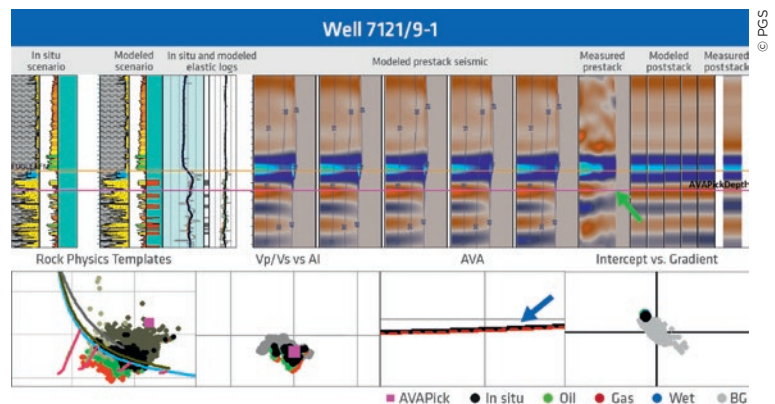 Well 7121/9-1
© PGS
In situ scenario
Modeled scenario
In situ and modeled elastic logs
Modeled prestack seismic
Measured prestack
Modeled poststack
Measured poststack
AVAPickDepth
Rock Physics Templates
Vp/Vs vs AI
AVA
Intercept vs. Gradient
AVAPick
In situ
Oil
Gas
Wet
BG